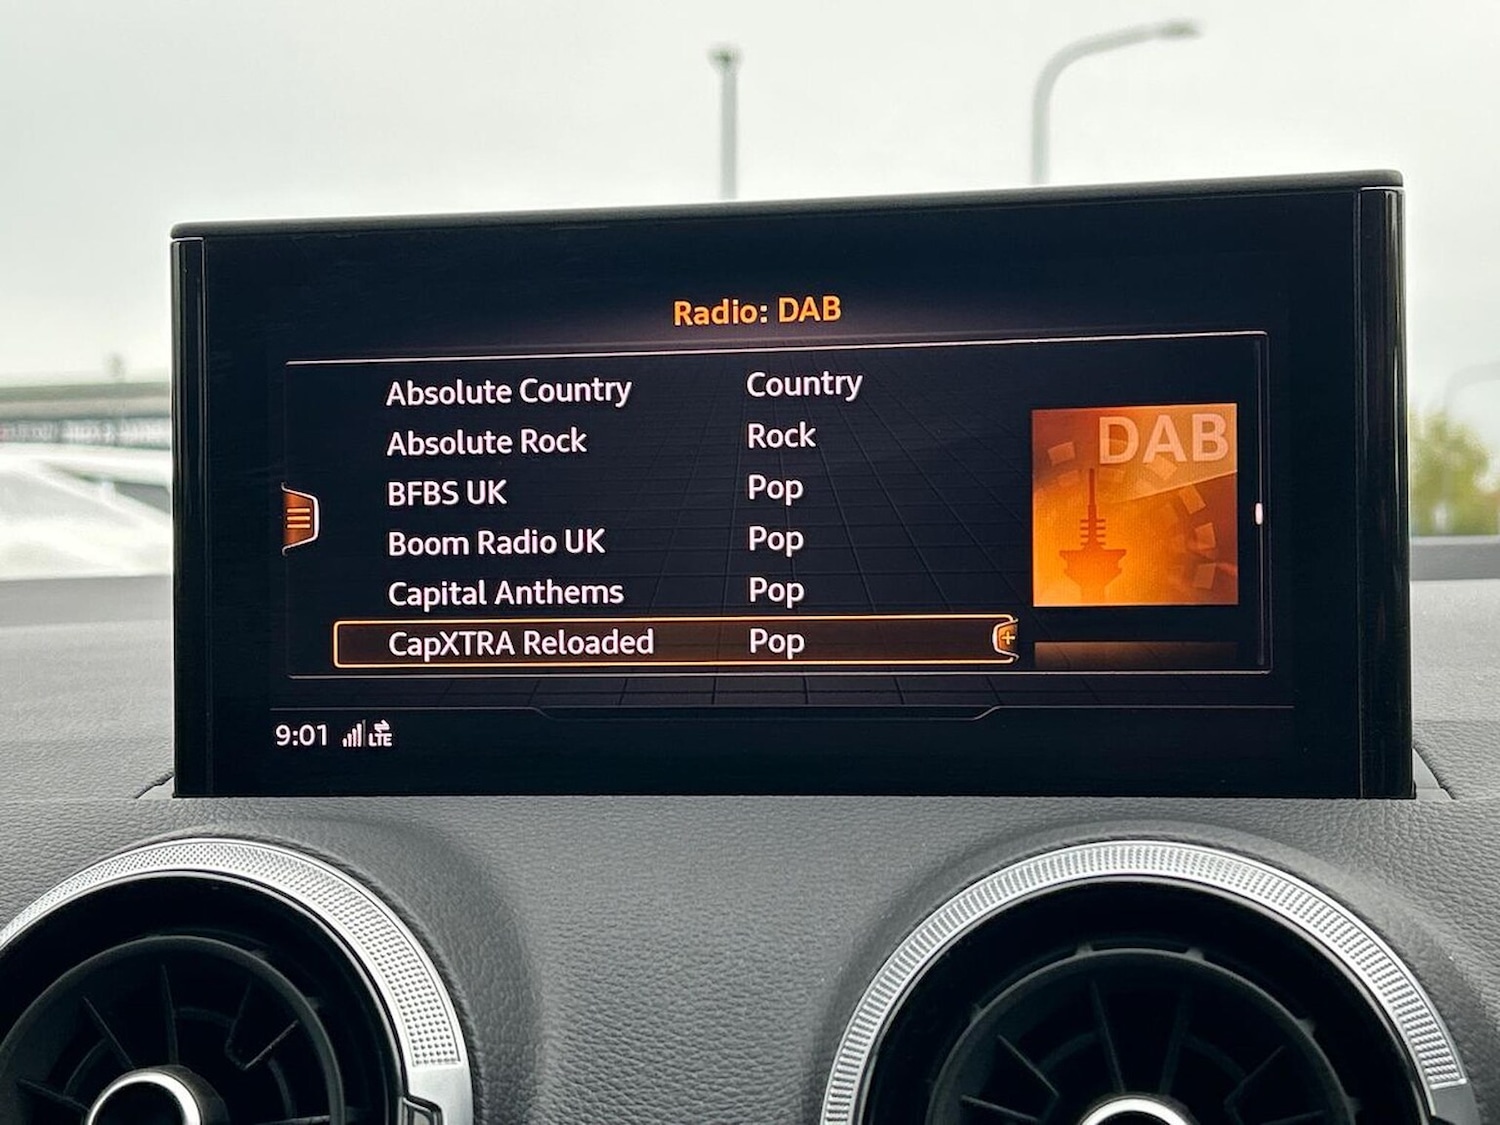 Radio: DAB
Absolute Country Country
Absolute Rock Rock
BFBS UK Pop
Boom Radio UK Pop
Capital Anthems Pop
CapXTRA Reloaded Pop
DAB
9:01 LTE